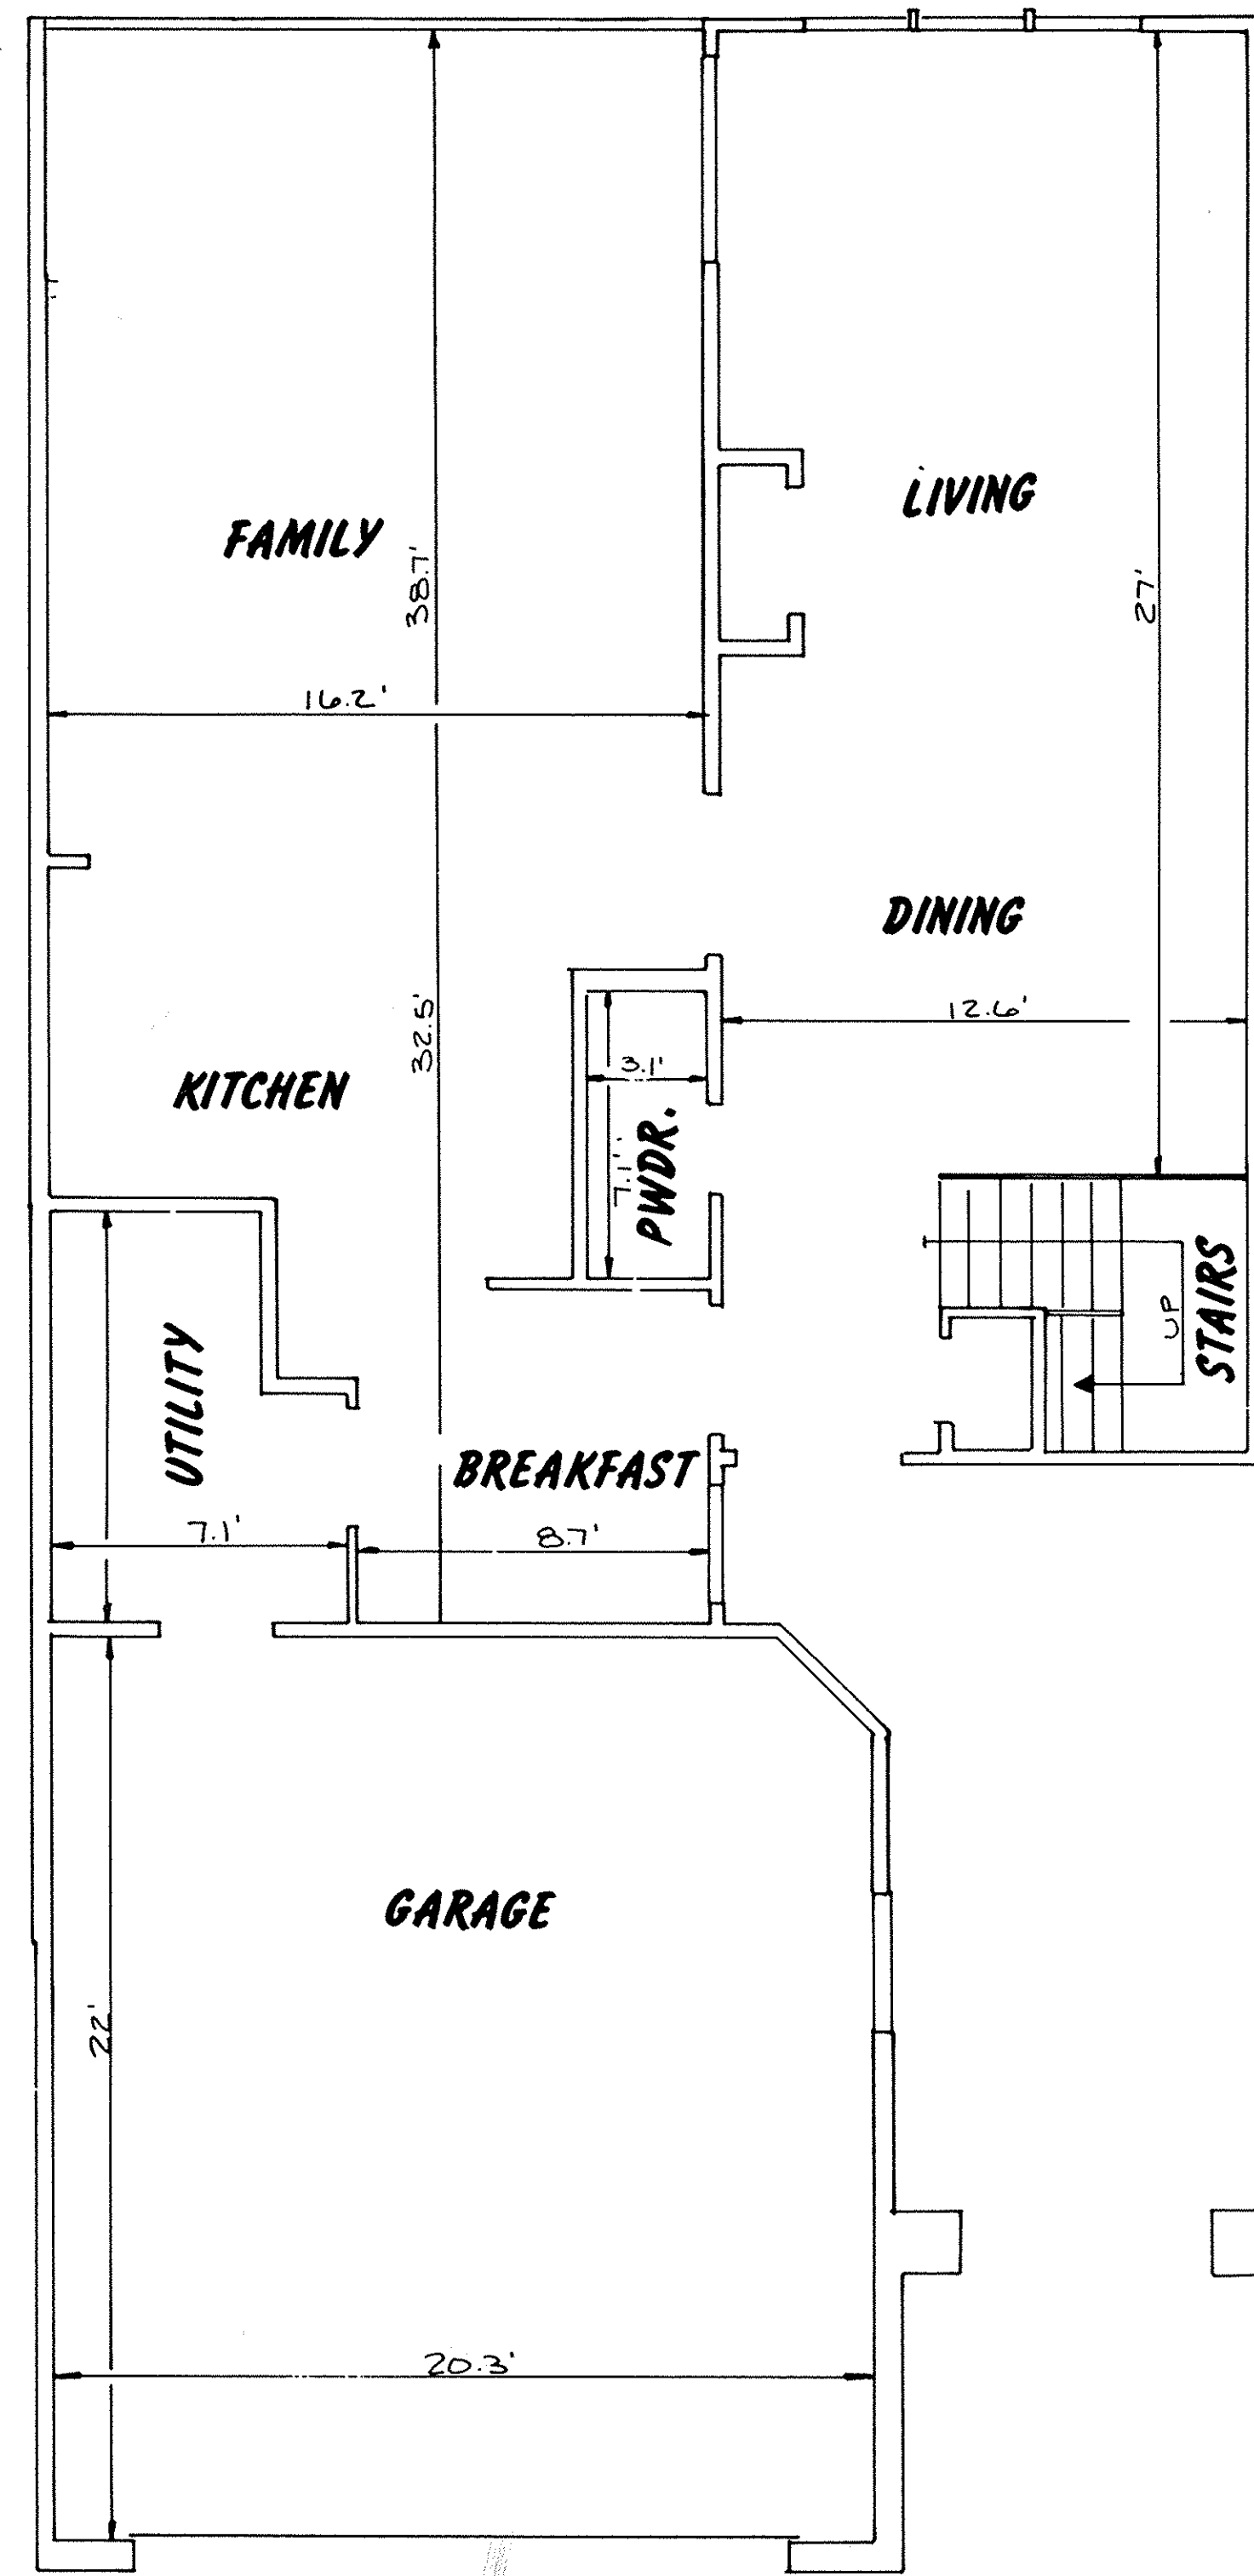 LIVING
FAMILY
38.7'
27'
16.2'
DINING
12.6'
32.5'
3.1'
KITCHEN
7.1'
PWDR.
STAIRS
UP
UTILITY
BREAKFAST
7.1'
8.7'
GARAGE
22'
20.3'